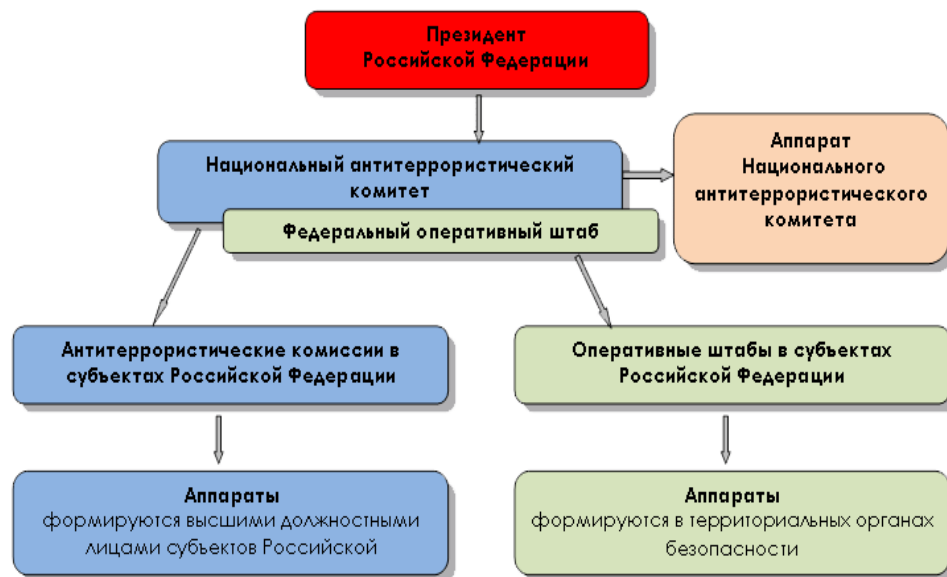 Президент
Российской Федерации
Национальный антитеррористический
комитет
Аппарат
Национального
антитеррористического
комитета
Федеральный оперативный штаб
Антитеррористические комиссии в
субъектах Российской Федерации
Оперативные штабы в субъектах
Российской Федерации
Аппараты
формируются высшими должностными
лицами субъектов Российской
Аппараты
формируются в территориальных органах
безопасности